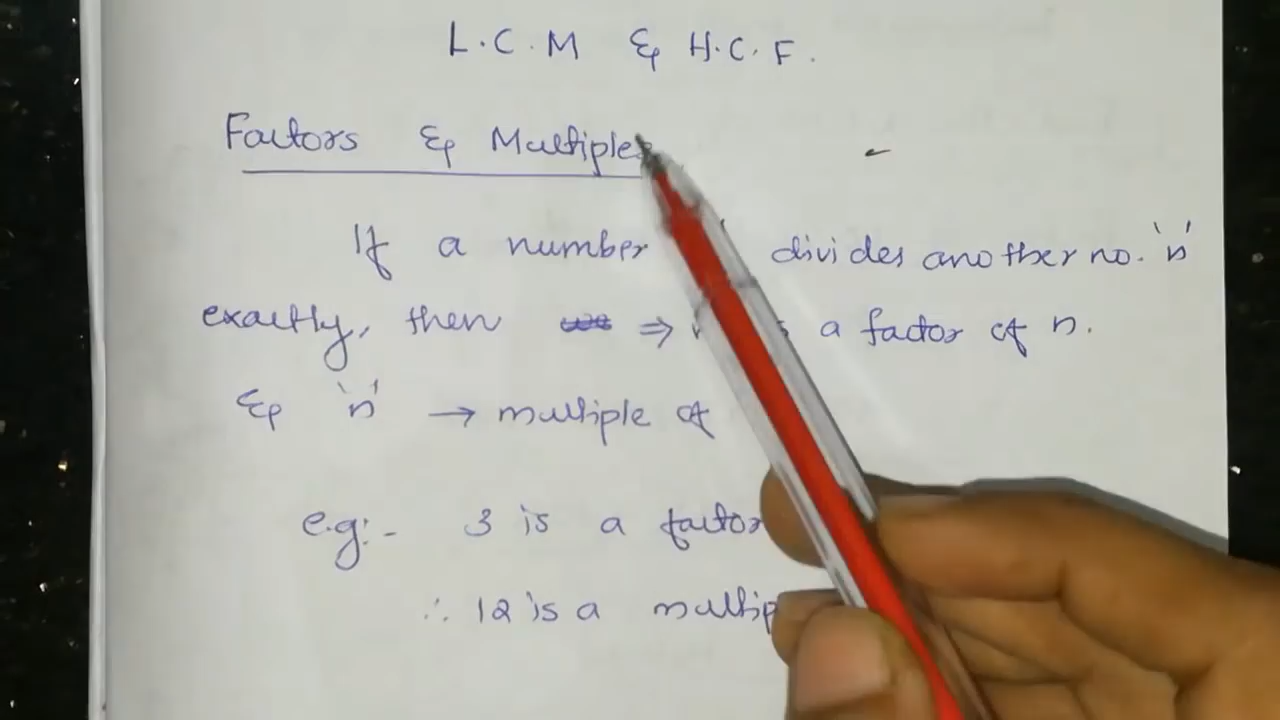 L.C.M & H.C.F.
Factors & Multiples
If a number divides another no. 'n'
exactly, then ⇒ a factor of n.
& 'n' → multiple of
e.g:- 3 is a factor
∴ 12 is a